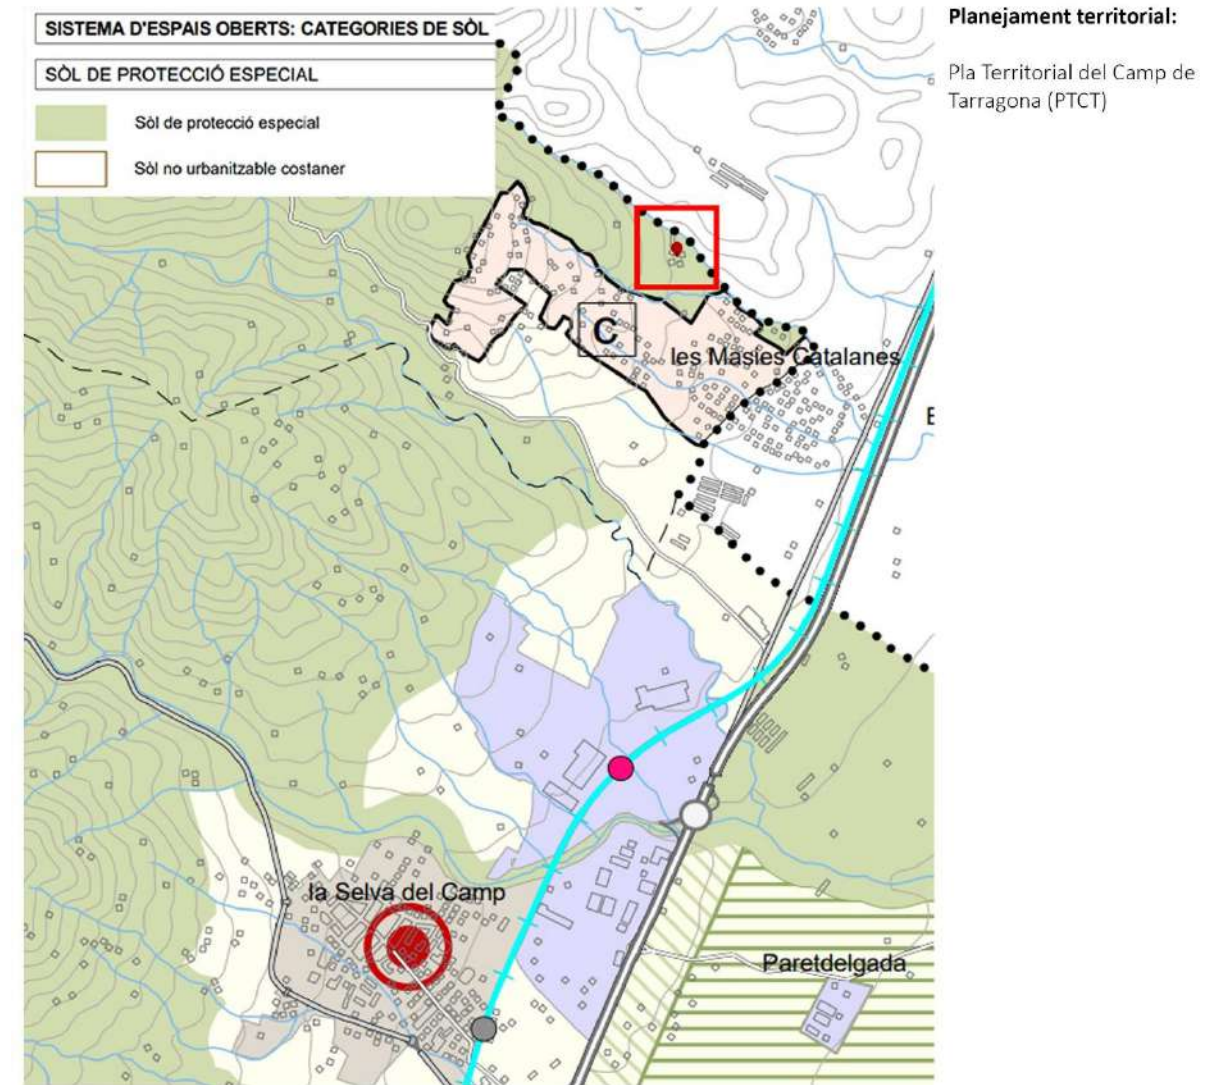 SISTEMA D'ESPAIS OBERTS: CATEGORIES DE SÒL
SÒL DE PROTECCIÓ ESPECIAL
Sòl de protecció especial
Sòl no urbanitzable costaner
Planejament territorial:
Pla Territorial del Camp de
Tarragona (PTCT)
C
les Masies Catalanes
E
la Selva del Camp
Paretdelgada